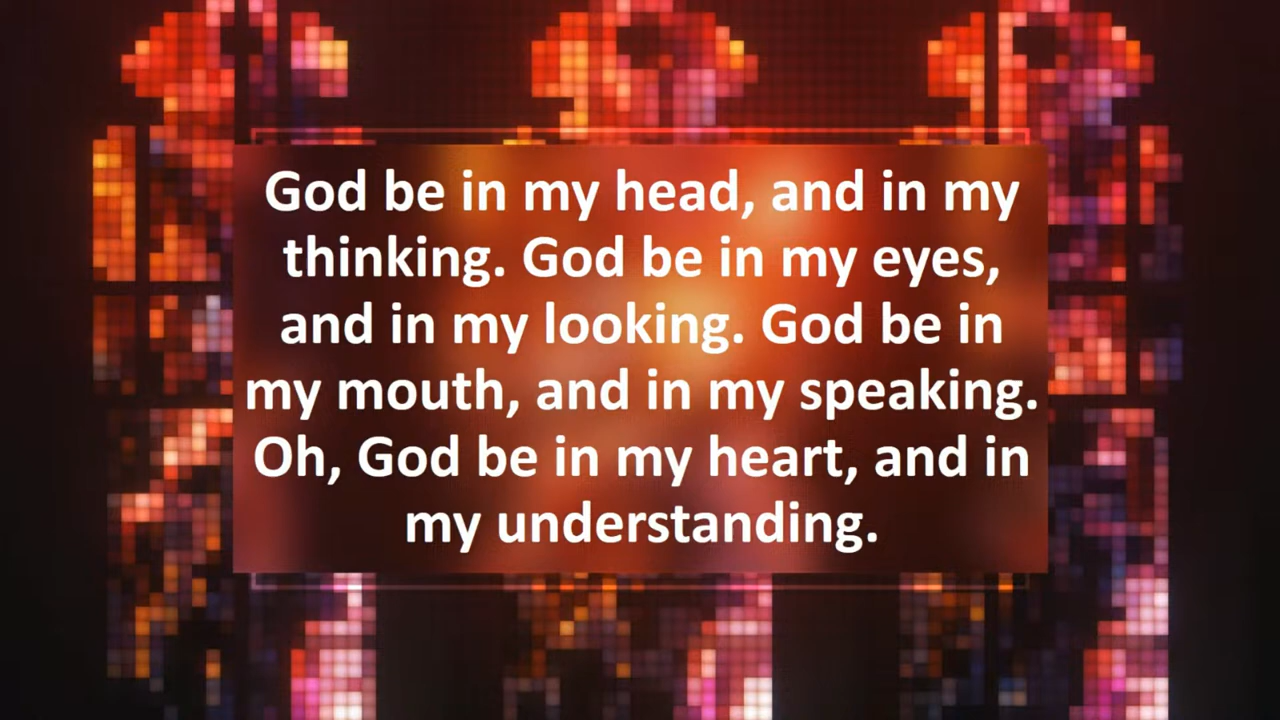 God be in my head, and in my
thinking. God be in my eyes,
and in my looking. God be in
my mouth, and in my speaking.
Oh, God be in my heart, and in
my understanding.